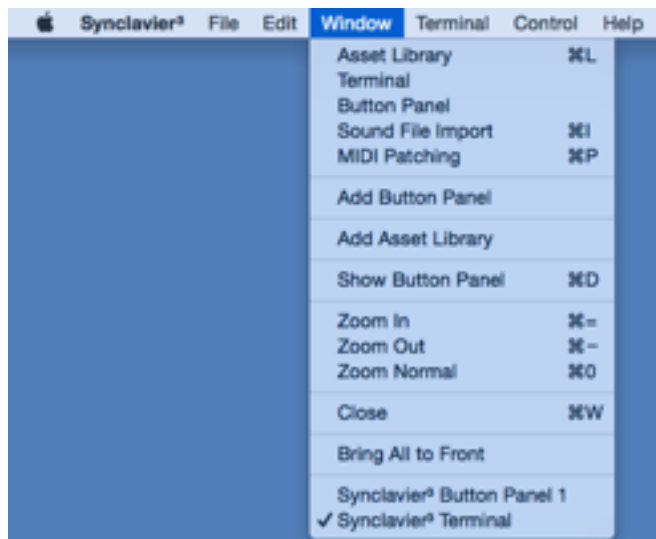 Synclavier³ File Edit Window Terminal Control Help
Asset Library ⌘L
Terminal
Button Panel
Sound File Import ⌘I
MIDI Patching ⌘P
Add Button Panel
Add Asset Library
Show Button Panel ⌘D
Zoom In ⌘=
Zoom Out ⌘-
Zoom Normal ⌘0
Close ⌘W
Bring All to Front
Synclavier³ Button Panel 1
✓ Synclavier³ Terminal